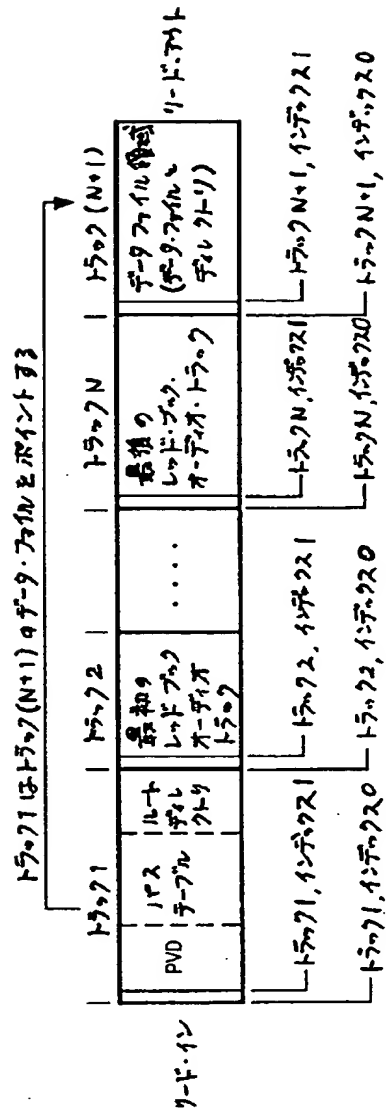 トラック1はトラック(N+1)のデータ・ファイルをポイントする
トラック1
トラック2
トラックN
トラック(N+1)
リード・イン
PVD
パス
テーブル
ルート
ディレ
クトリ
最初の
レッド・ブック
オーディオ
トラック
・・・・
最後の
レッド・ブック・
オーディオ・トラック
データファイル領域
(データ・ファイルと
ディレクトリ)
リード・アウト
トラック1, インデックス1
トラック1, インデックス0
トラック2, インデックス1
トラック2, インデックス0
トラックN, インデックス1
トラックN, インデックス0
トラックN+1, インデックス1
トラックN+1, インデックス0